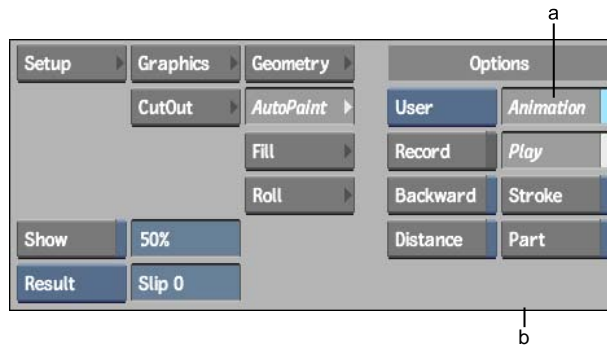 a
Setup Graphics Geometry Options
CutOut AutoPaint User Animation
Fill Record Play
Roll Backward Stroke
Show 50% Distance Part
Result Slip 0
b